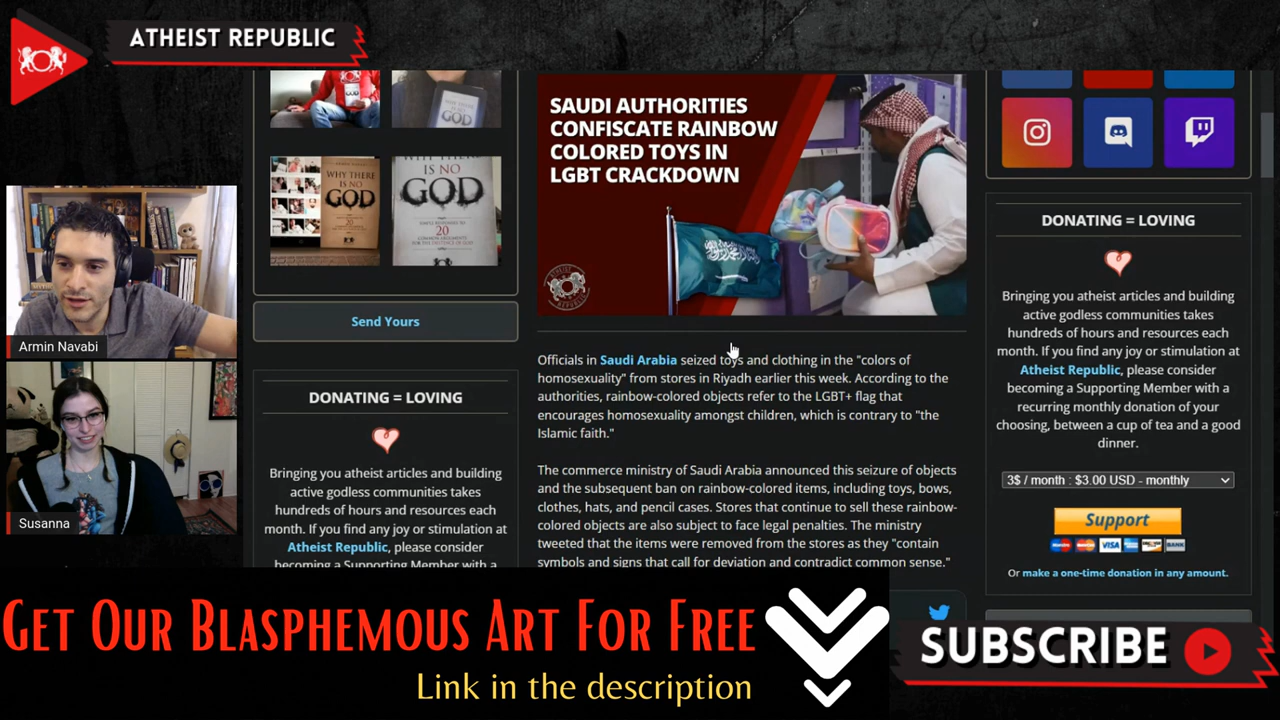 ATHEIST REPUBLIC
Armin Navabi
Susanna
GOD
WHY THERE
IS NO
GOD
WHY THERE
IS NO
GOD
20
Send Yours
DONATING = LOVING
Bringing you atheist articles and building
active godless communities takes
hundreds of hours and resources each
month. If you find any joy or stimulation at
Atheist Republic, please consider
becoming a Supporting Member with a
SAUDI AUTHORITIES
CONFISCATE RAINBOW
COLORED TOYS IN
LGBT CRACKDOWN
ATHEIST REPUBLIC
Officials in Saudi Arabia seized toys and clothing in the "colors of
homosexuality" from stores in Riyadh earlier this week. According to the
authorities, rainbow-colored objects refer to the LGBT+ flag that
encourages homosexuality amongst children, which is contrary to "the
Islamic faith."
The commerce ministry of Saudi Arabia announced this seizure of objects
and the subsequent ban on rainbow-colored items, including toys, bows,
clothes, hats, and pencil cases. Stores that continue to sell these rainbow-
colored objects are also subject to face legal penalties. The ministry
tweeted that the items were removed from the stores as they "contain
symbols and signs that call for deviation and contradict common sense."
DONATING = LOVING
Bringing you atheist articles and building
active godless communities takes
hundreds of hours and resources each
month. If you find any joy or stimulation at
Atheist Republic, please consider
becoming a Supporting Member with a
recurring monthly donation of your
choosing, between a cup of tea and a good
dinner.
3$ / month : $3.00 USD - monthly
Support
VISA
BANK
Or make a one-time donation in any amount.
GET OUR BLASPHEMOUS ART FOR FREE
Link in the description
SUBSCRIBE